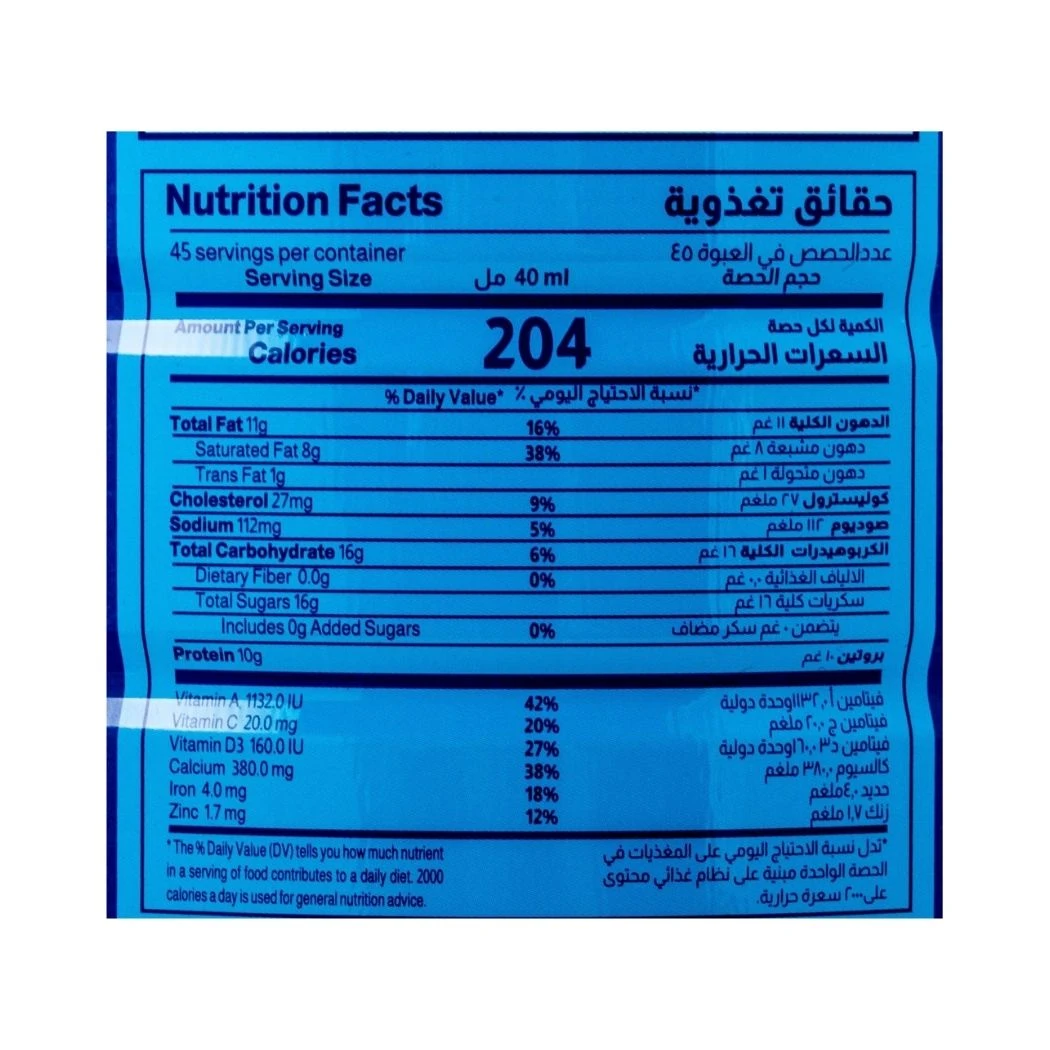 Nutrition Facts حقائق تغذوية
45 servings per container عددالحصص في العبوة ٤٥
Serving Size 40 ml مل حجم الحصة
Amount Per Serving الكمية لكل حصة
Calories 204 السعرات الحرارية
% Daily Value* نسبة الاحتياج اليومي ٪*
Total Fat 11g 16% الدهون الكلية ١١ غم
Saturated Fat 8g 38% دهون مشبعة ٨ غم
Trans Fat 1g دهون متحولة ١ غم
Cholesterol 27mg 9% كوليسترول ٢٧ ملغم
Sodium 112mg 5% صوديوم ١١٢ ملغم
Total Carbohydrate 16g 6% الكربوهيدرات الكلية ١٦ غم
Dietary Fiber 0.0g 0% الالياف الغذائية ٠,٠ غم
Total Sugars 16g سكريات كلية ١٦ غم
Includes 0g Added Sugars 0% يتضمن ٠ غم سكر مضاف
Protein 10g بروتين ١٠ غم
Vitamin A 1132.0 IU 42% فيتامين أ ١١٣٢,٠وحدة دولية
Vitamin C 20.0 mg 20% فيتامين ج ٢٠,٠ ملغم
Vitamin D3 160.0 IU 27% فيتامين د٣ ١٦٠,٠وحدة دولية
Calcium 380.0 mg 38% كالسيوم ٣٨٠,٠ ملغم
Iron 4.0 mg 18% حديد ٤,٠ملغم
Zinc 1.7 mg 12% زنك ١,٧ ملغم
* The % Daily Value (DV) tells you how much nutrient
in a serving of food contributes to a daily diet. 2000
calories a day is used for general nutrition advice.
*تدل نسبة الاحتياج اليومي على المغذيات في
الحصة الواحدة مبنية على نظام غذائي محتوى
على ٢٠٠٠ سعرة حرارية.